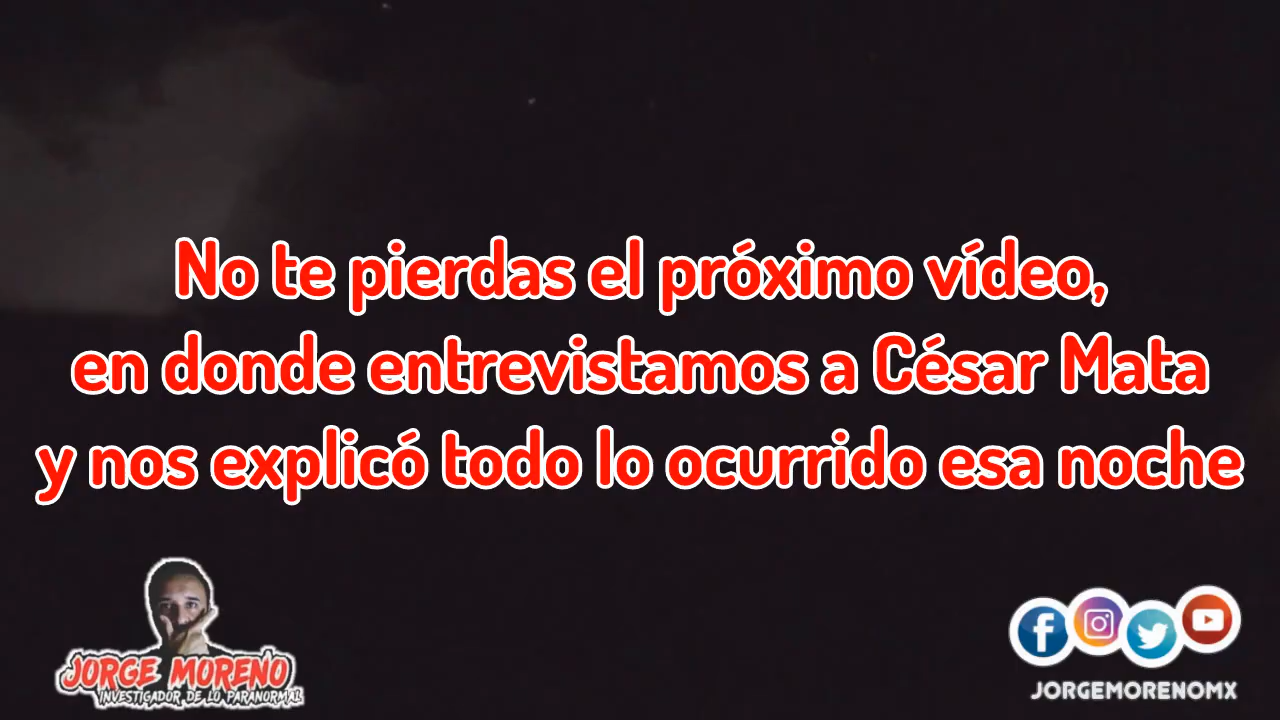 No te pierdas el próximo vídeo,
en donde entrevistamos a César Mata
y nos explicó todo lo ocurrido esa noche
JORGE MORENO
INVESTIGADOR DE LO PARANORMAL
JORGEMORENOMX